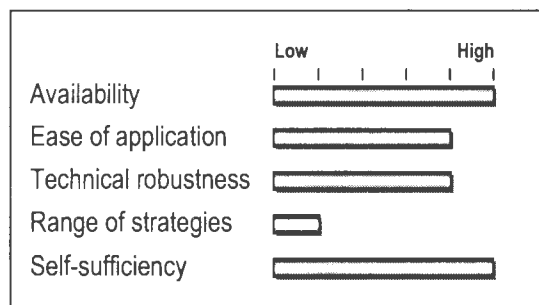 Low High
Availability
Ease of application
Technical robustness
Range of strategies
Self-sufficiency